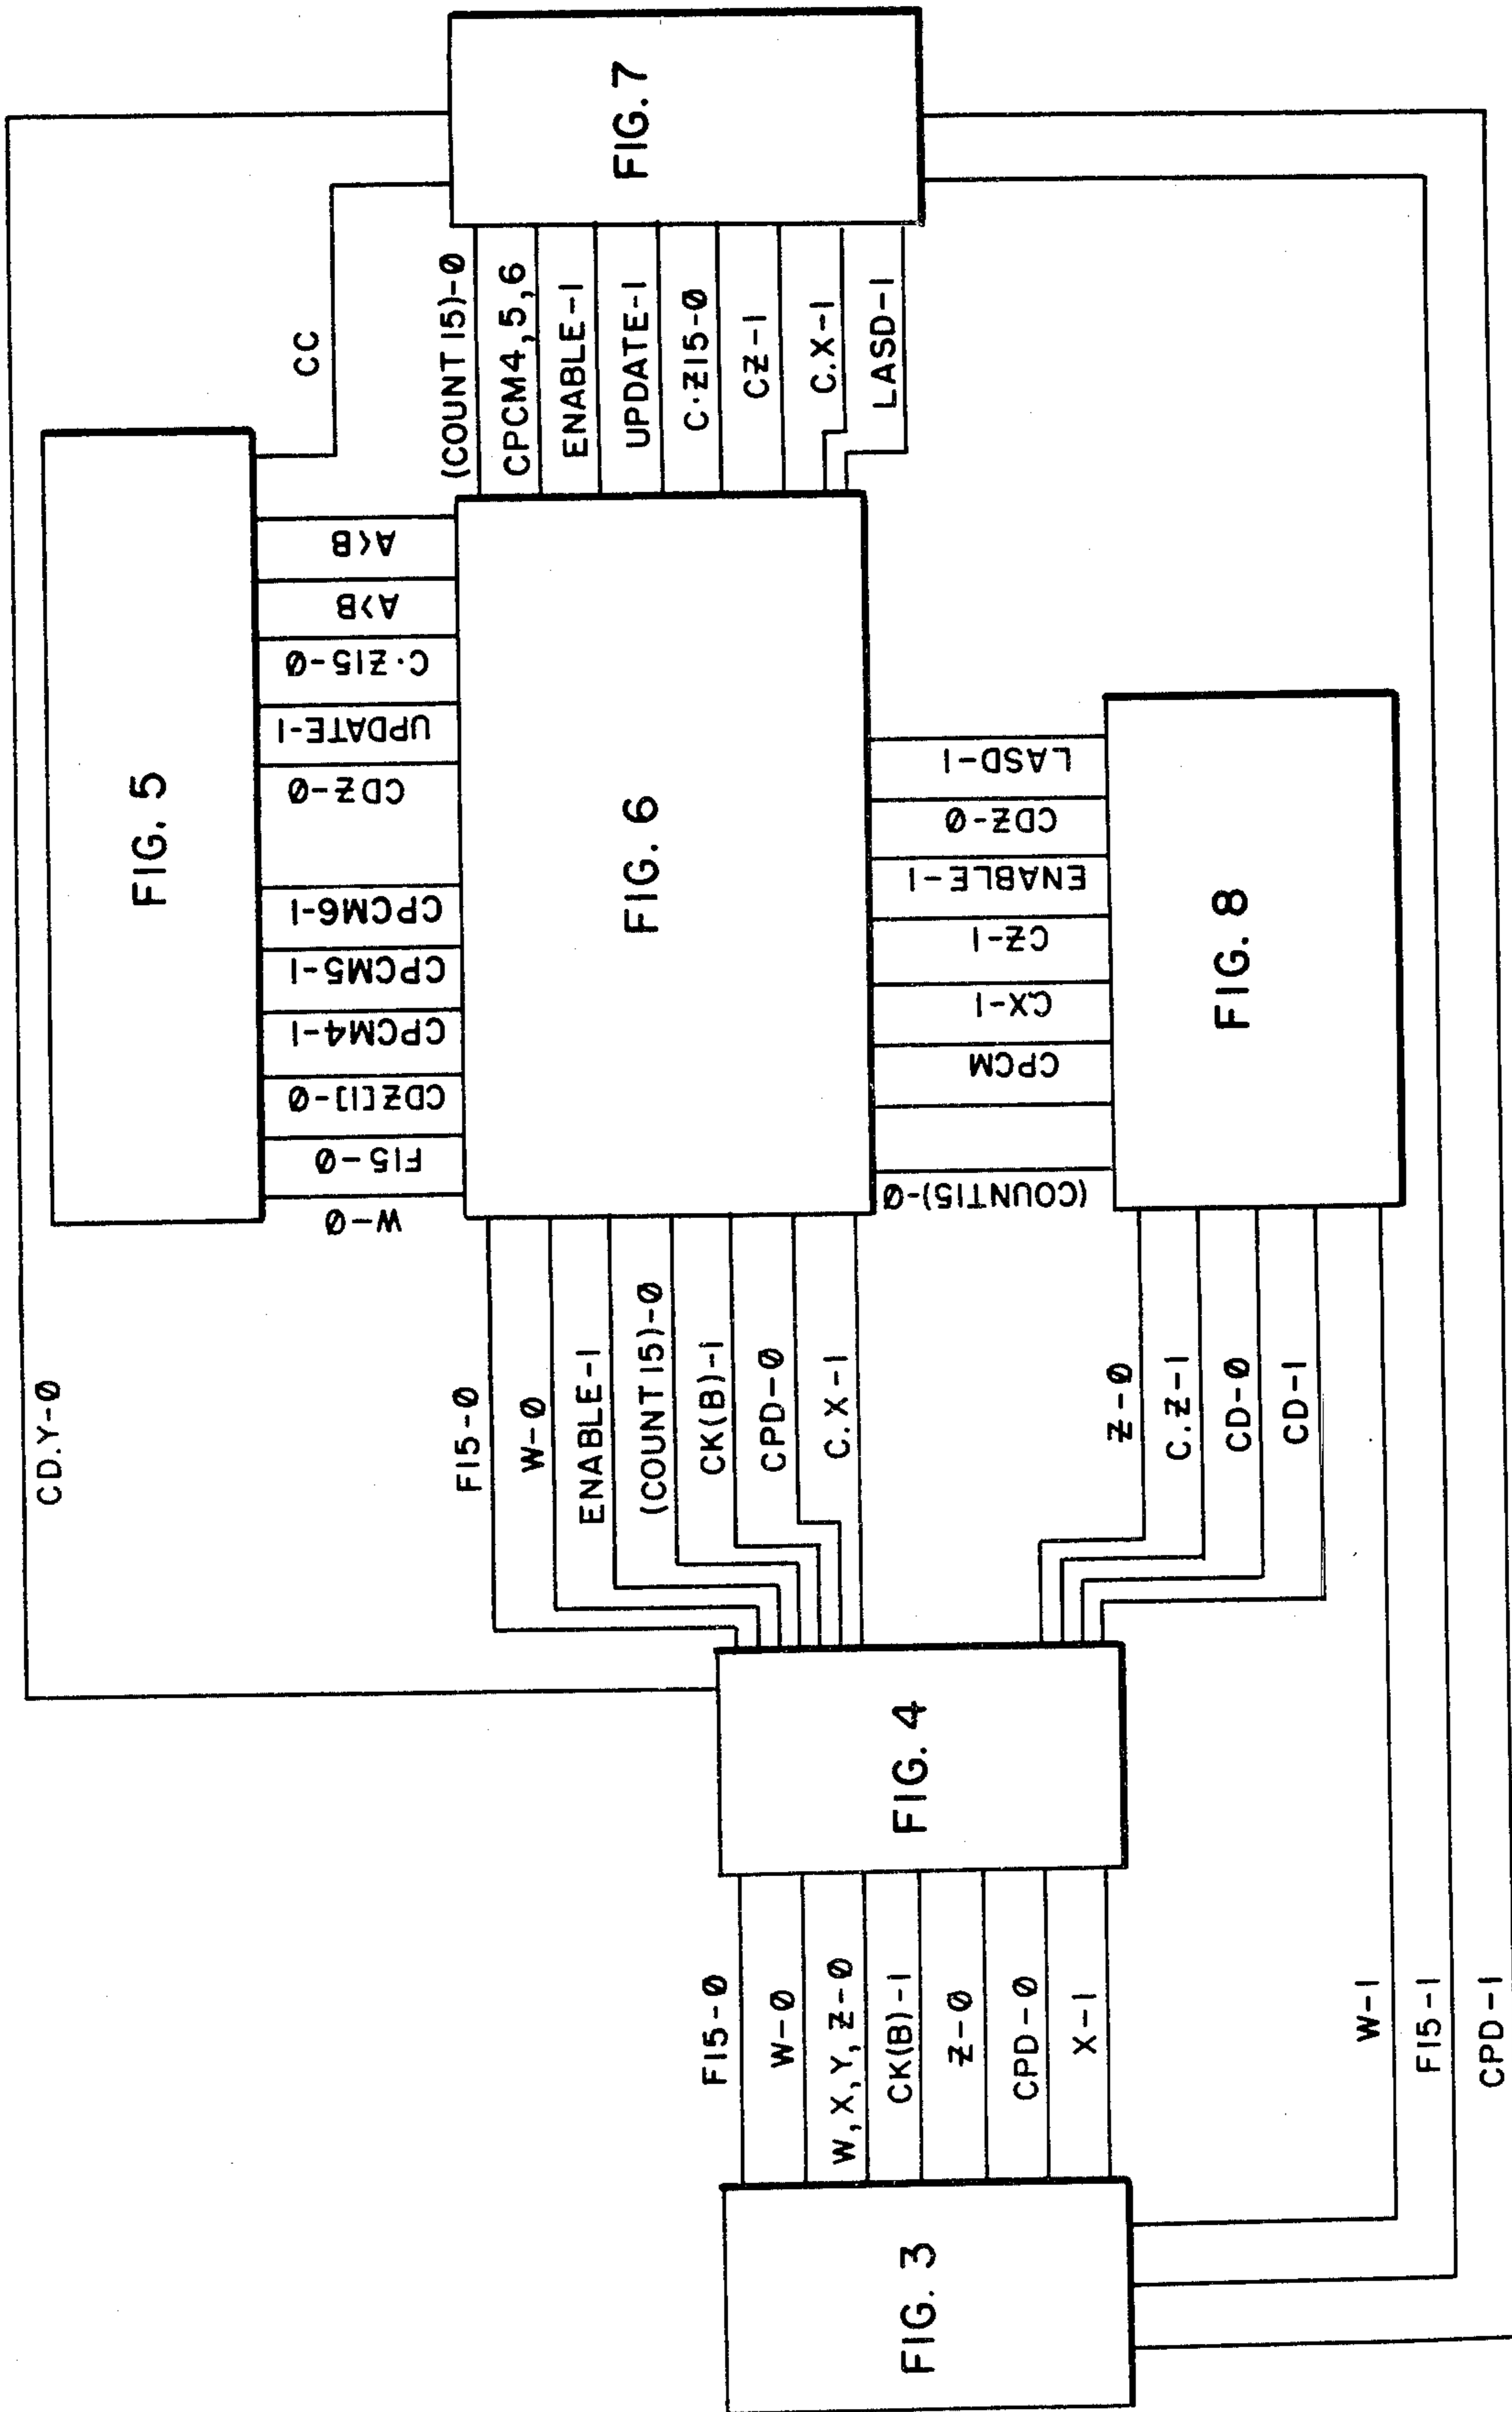 CD.Y-0
CC
FIG. 5
FIG. 7
W-0
F15-0
CDZ[1]-0
CPCM4-1
CPCM5-1
CPCM6-1
CDZ-0
UPDATE-1
C·Z15-0
A>B
A<B
(COUNT 15)-0
CPCM4,5,6
ENABLE-1
UPDATE-1
C·Z15-0
CZ-1
C.X-1
LASD-1
FIG. 6
F15-0
W-0
ENABLE-1
(COUNT 15)-0
CK(B)-1
CPD-0
C.X-1
(COUNT15)-0
CPCM
CX-1
CZ-1
ENABLE-1
CDZ-0
LASD-1
FIG. 8
Z-0
C.Z-1
CD-0
CD-1
FIG. 4
F15-0
W-0
W,X,Y,Z-0
CK(B)-1
Z-0
CPD-0
X-1
FIG. 3
W-1
F15-1
CPD-1